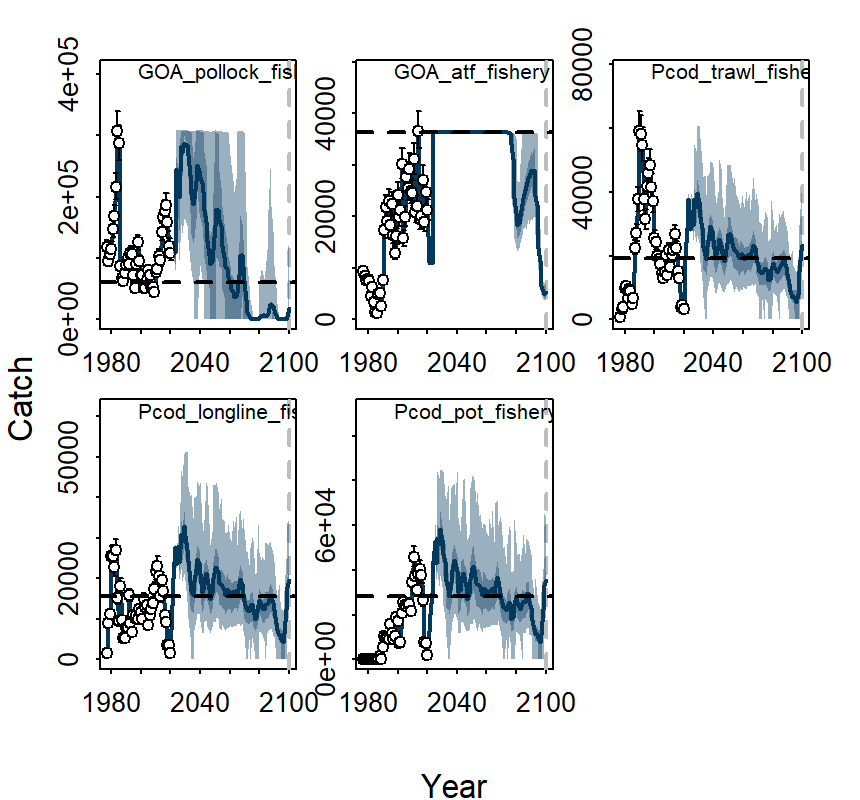 GOA_pollock_fish
GOA_atf_fishery
Pcod_trawl_fishe
4e+05
2e+05
0e+00
40000
20000
0
80000
40000
0
1980 2040 2100
1980 2040 2100
1980 2040 2100
Catch
Pcod_longline_fis
Pcod_pot_fishery
50000
20000
0
6e+04
0e+00
1980 2040 2100
1980 2040 2100
Year